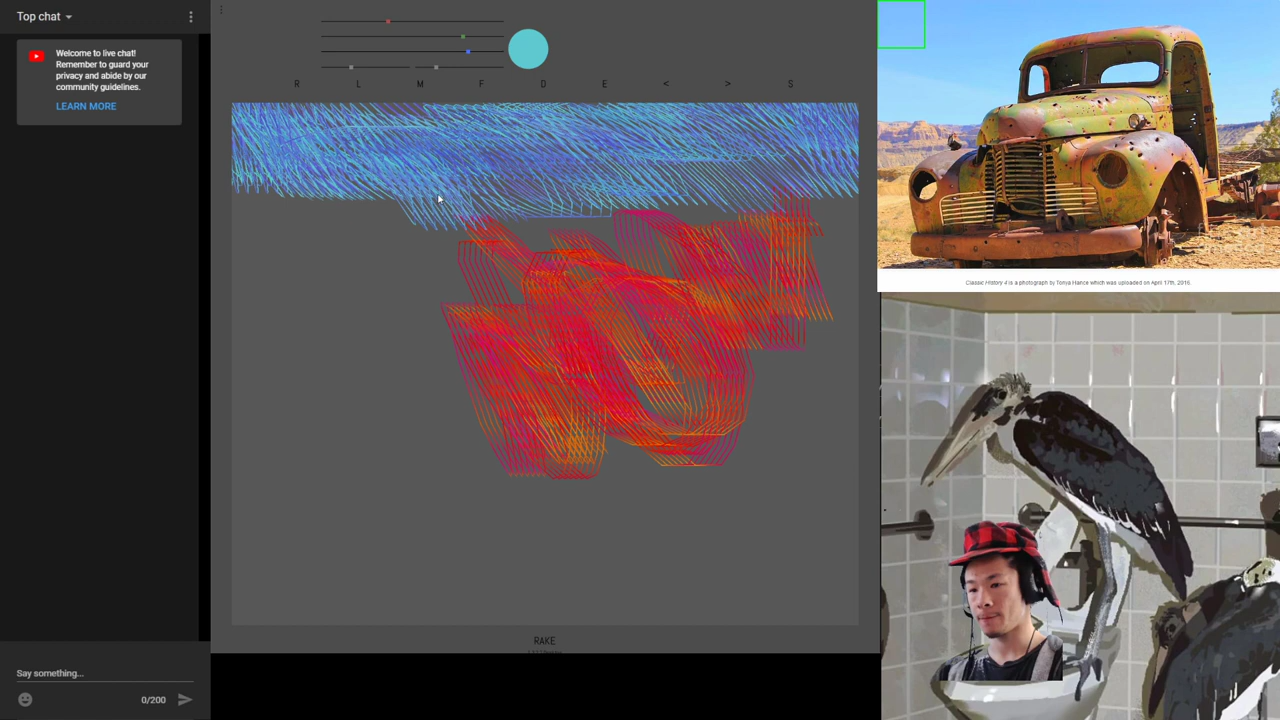 Top chat
Welcome to live chat!
Remember to guard your
privacy and abide by our
community guidelines.
LEARN MORE
R L M F D E < > S
Classic History 4 is a photograph by Tonya Hance which was uploaded on April 17th, 2015.
RAKE
Say something...
0/200